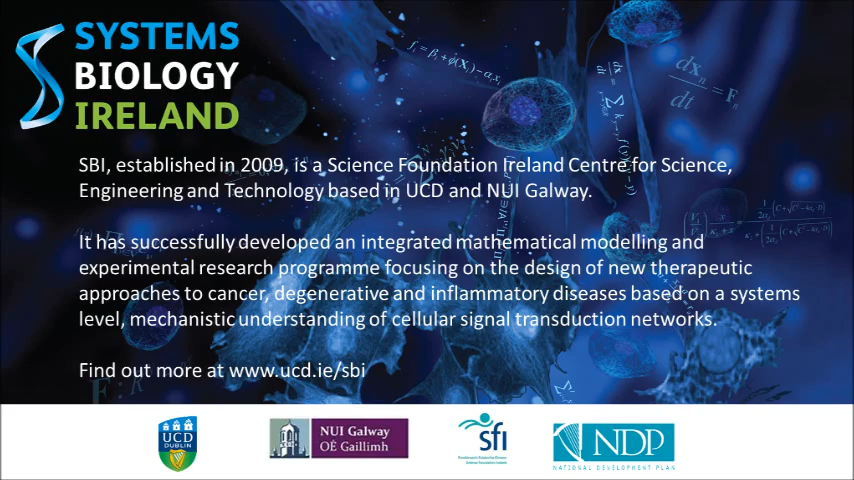 SYSTEMS
BIOLOGY
IRELAND
SBI, established in 2009, is a Science Foundation Ireland Centre for Science,
Engineering and Technology based in UCD and NUI Galway.
It has successfully developed an integrated mathematical modelling and
experimental research programme focusing on the design of new therapeutic
approaches to cancer, degenerative and inflammatory diseases based on a systems
level, mechanistic understanding of cellular signal transduction networks.
Find out more at www.ucd.ie/sbi
UCD
DUBLIN
NUI Galway
OÉ Gaillimh
sfi
NDP
NATIONAL DEVELOPMENT PLAN